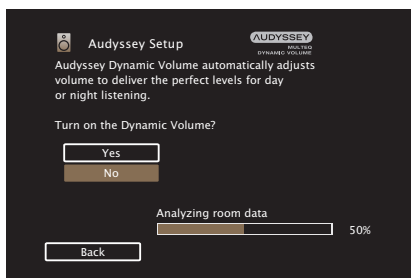 Audyssey Setup
AUDYSSEY
MULTEQ
DYNAMIC VOLUME
Audyssey Dynamic Volume automatically adjusts
volume to deliver the perfect levels for day
or night listening.
Turn on the Dynamic Volume?
Yes
No
Analyzing room data
50%
Back